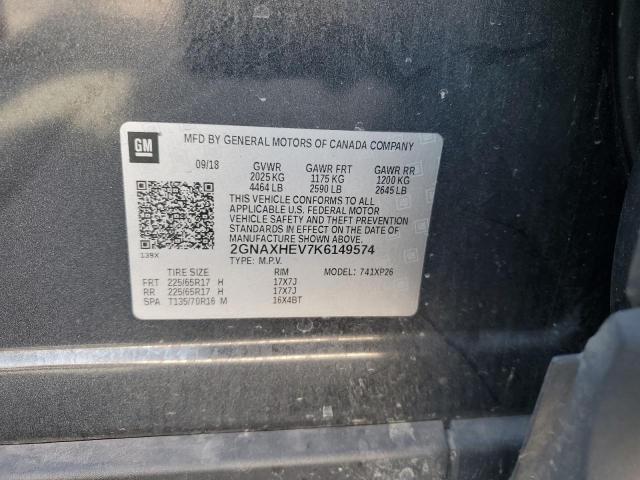 GM
MFD BY GENERAL MOTORS OF CANADA COMPANY
09/18 GVWR GAWR FRT GAWR RR
2025 KG 1175 KG 1200 KG
4464 LB 2590 LB 2645 LB
THIS VEHICLE CONFORMS TO ALL
APPLICABLE U.S. FEDERAL MOTOR
VEHICLE SAFETY AND THEFT PREVENTION
STANDARDS IN EFFECT ON THE DATE OF
MANUFACTURE SHOWN ABOVE.
2GNAXHEV7K6149574
139X
TYPE: M.P.V.
TIRE SIZE RIM MODEL: 741XP26
FRT 225/65R17 H 17X7J
RR 225/65R17 H 17X7J
SPA T135/70R16 M 16X4BT